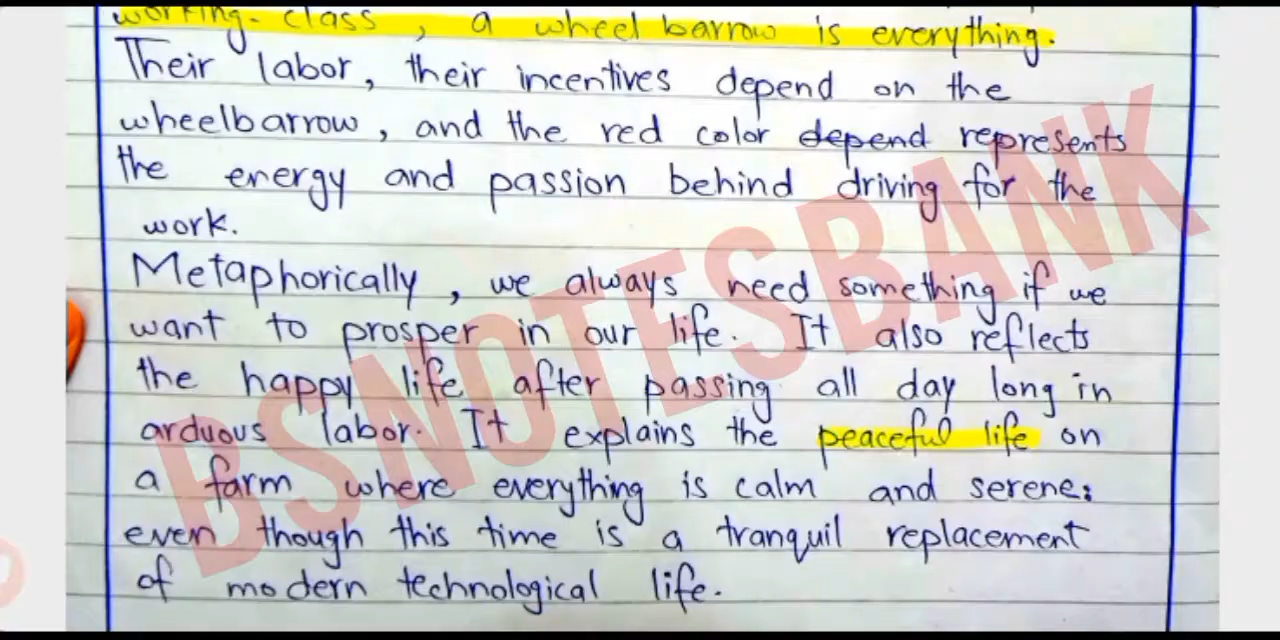 working-class, a wheel barrow is everything.
Their labor, their incentives depend on the
wheelbarrow, and the red color depend represents
the energy and passion behind driving for the
work.
Metaphorically, we always need something if we
want to prosper in our life. It also reflects
the happy life after passing all day long in
arduous labor. It explains the peaceful life on
a farm where everything is calm and serene;
even though this time is a tranquil replacement
of modern technological life.
BSNOTESBANK